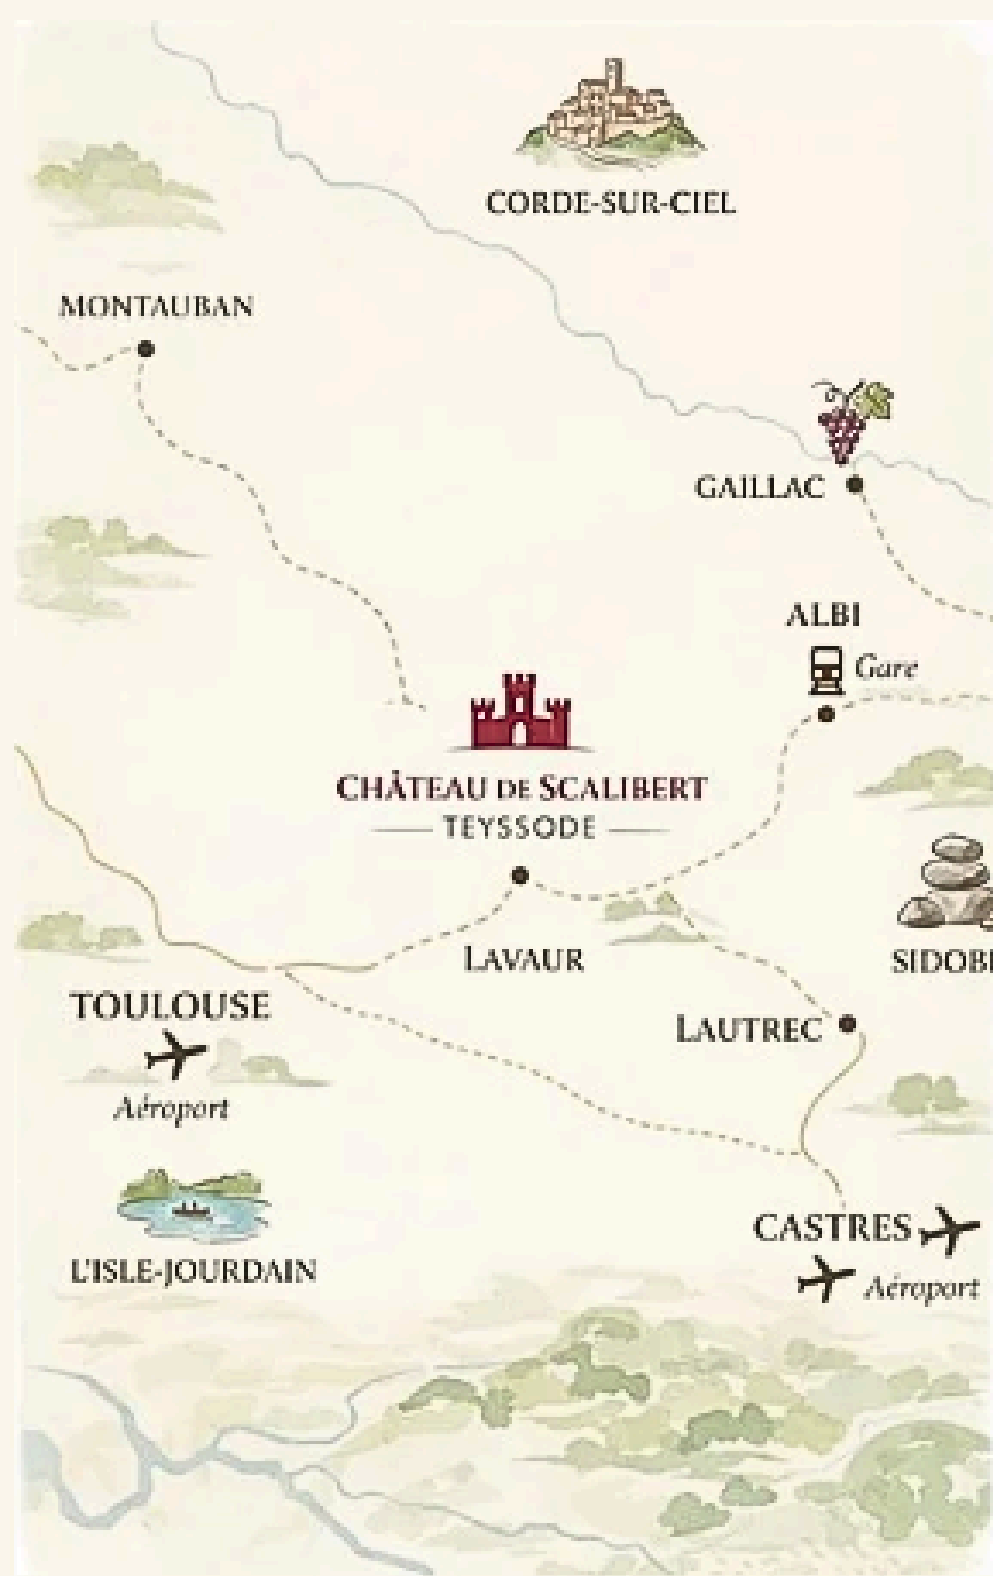 CORDE-SUR-CIEL
MONTAUBAN
GAILLAC
ALBI
Gare
CHÂTEAU DE SCALIBERT
TEYSSODE
LAVAUR
SIDOB
TOULOUSE
LAUTREC
Aéroport
CASTRES
L'ISLE-JOURDAIN
Aéroport